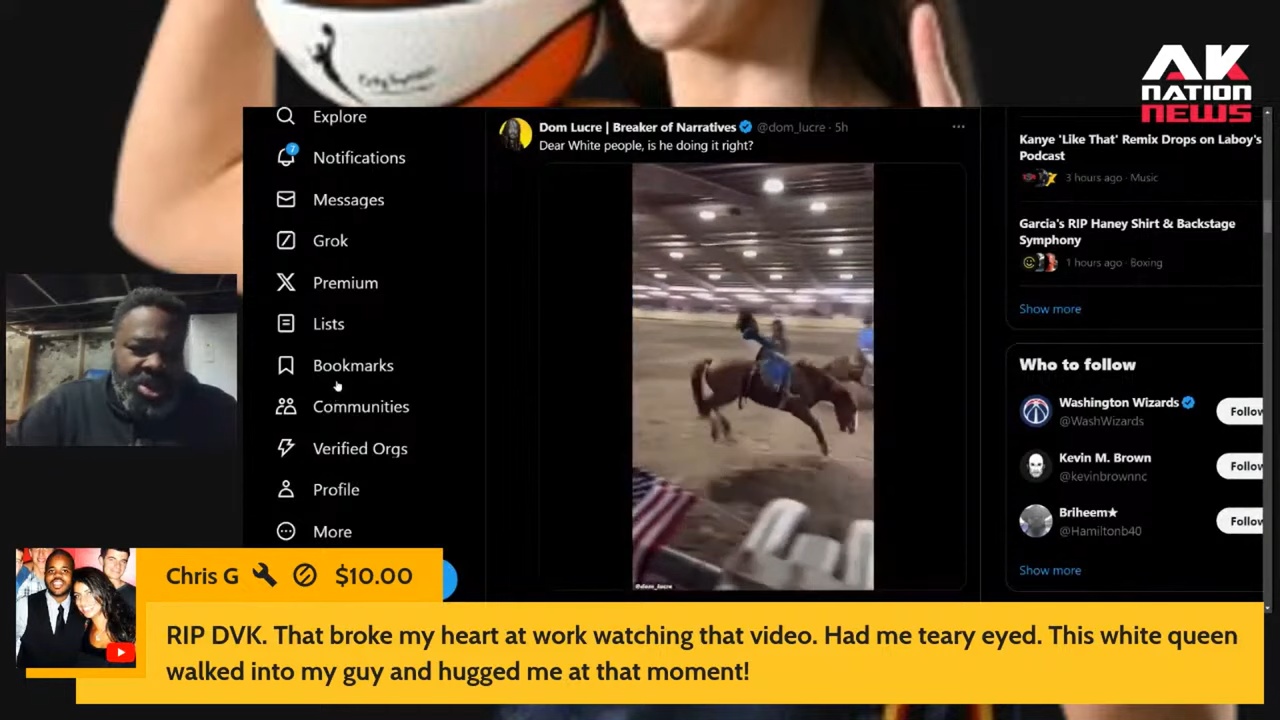 AK
NATION
NEWS
Explore
7
Notifications
Messages
Grok
Premium
Lists
Bookmarks
Communities
Verified Orgs
Profile
More
Dom Lucre | Breaker of Narratives @dom_lucre · 5h
Dear White people, is he doing it right?
@dom_lucre
Kanye 'Like That' Remix Drops on Laboy's
Podcast
3 hours ago · Music
Garcia's RIP Haney Shirt & Backstage
Symphony
1 hours ago · Boxing
Show more
Who to follow
Washington Wizards
@WashWizards
Follow
Kevin M. Brown
@kevinbrownnc
Follow
Briheem★
@Hamiltonb40
Follow
Show more
Chris G $10.00
RIP DVK. That broke my heart at work watching that video. Had me teary eyed. This white queen
walked into my guy and hugged me at that moment!